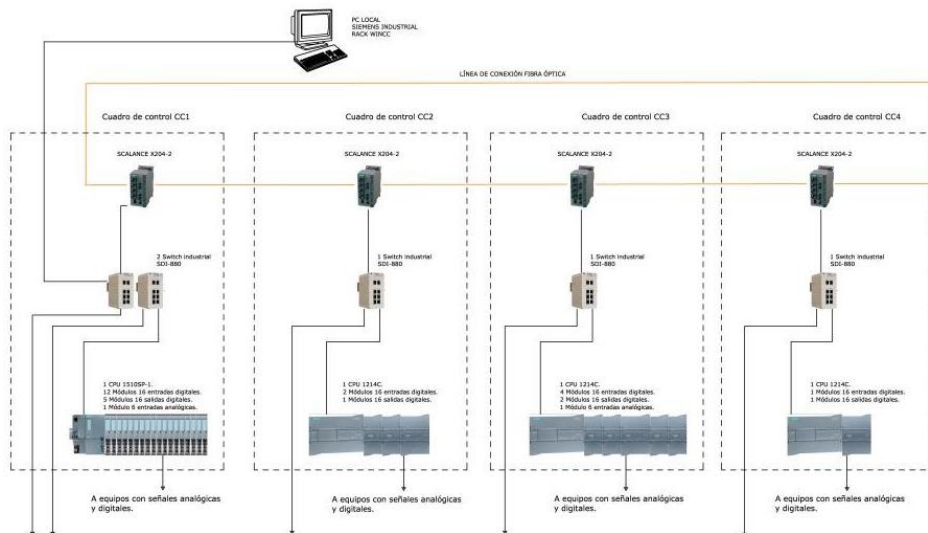 PC LOCAL
SIEMENS INDUSTRIAL
RACK WINCC
LÍNEA DE CONEXIÓN FIBRA ÓPTICA
Cuadro de control CC1
Cuadro de control CC2
Cuadro de control CC3
Cuadro de control CC4
SCALANCE X204-2
SCALANCE X204-2
SCALANCE X204-2
SCALANCE X204-2
2 Switch industrial
SDI-880
1 Switch industrial
SDI-880
1 Switch industrial
SDI-880
1 Switch industrial
SDI-880
1 CPU 1510SP-1.
12 Módulos 16 entradas digitales.
5 Módulos 16 salidas digitales.
1 Módulo 6 entradas analógicas.
1 CPU 1214C.
2 Módulos 16 entradas digitales.
1 Módulos 16 salidas digitales.
1 CPU 1214C.
4 Módulos 16 entradas digitales.
2 Módulos 16 salidas digitales.
1 Módulo 6 entradas analógicas.
1 CPU 1214C.
1 Módulos 16 entradas digitales.
1 Módulos 16 salidas digitales.
A equipos con señales analógicas
y digitales.
A equipos con señales analógicas
y digitales.
A equipos con señales analógicas
y digitales.
A equipos con señales analógicas
y digitales.